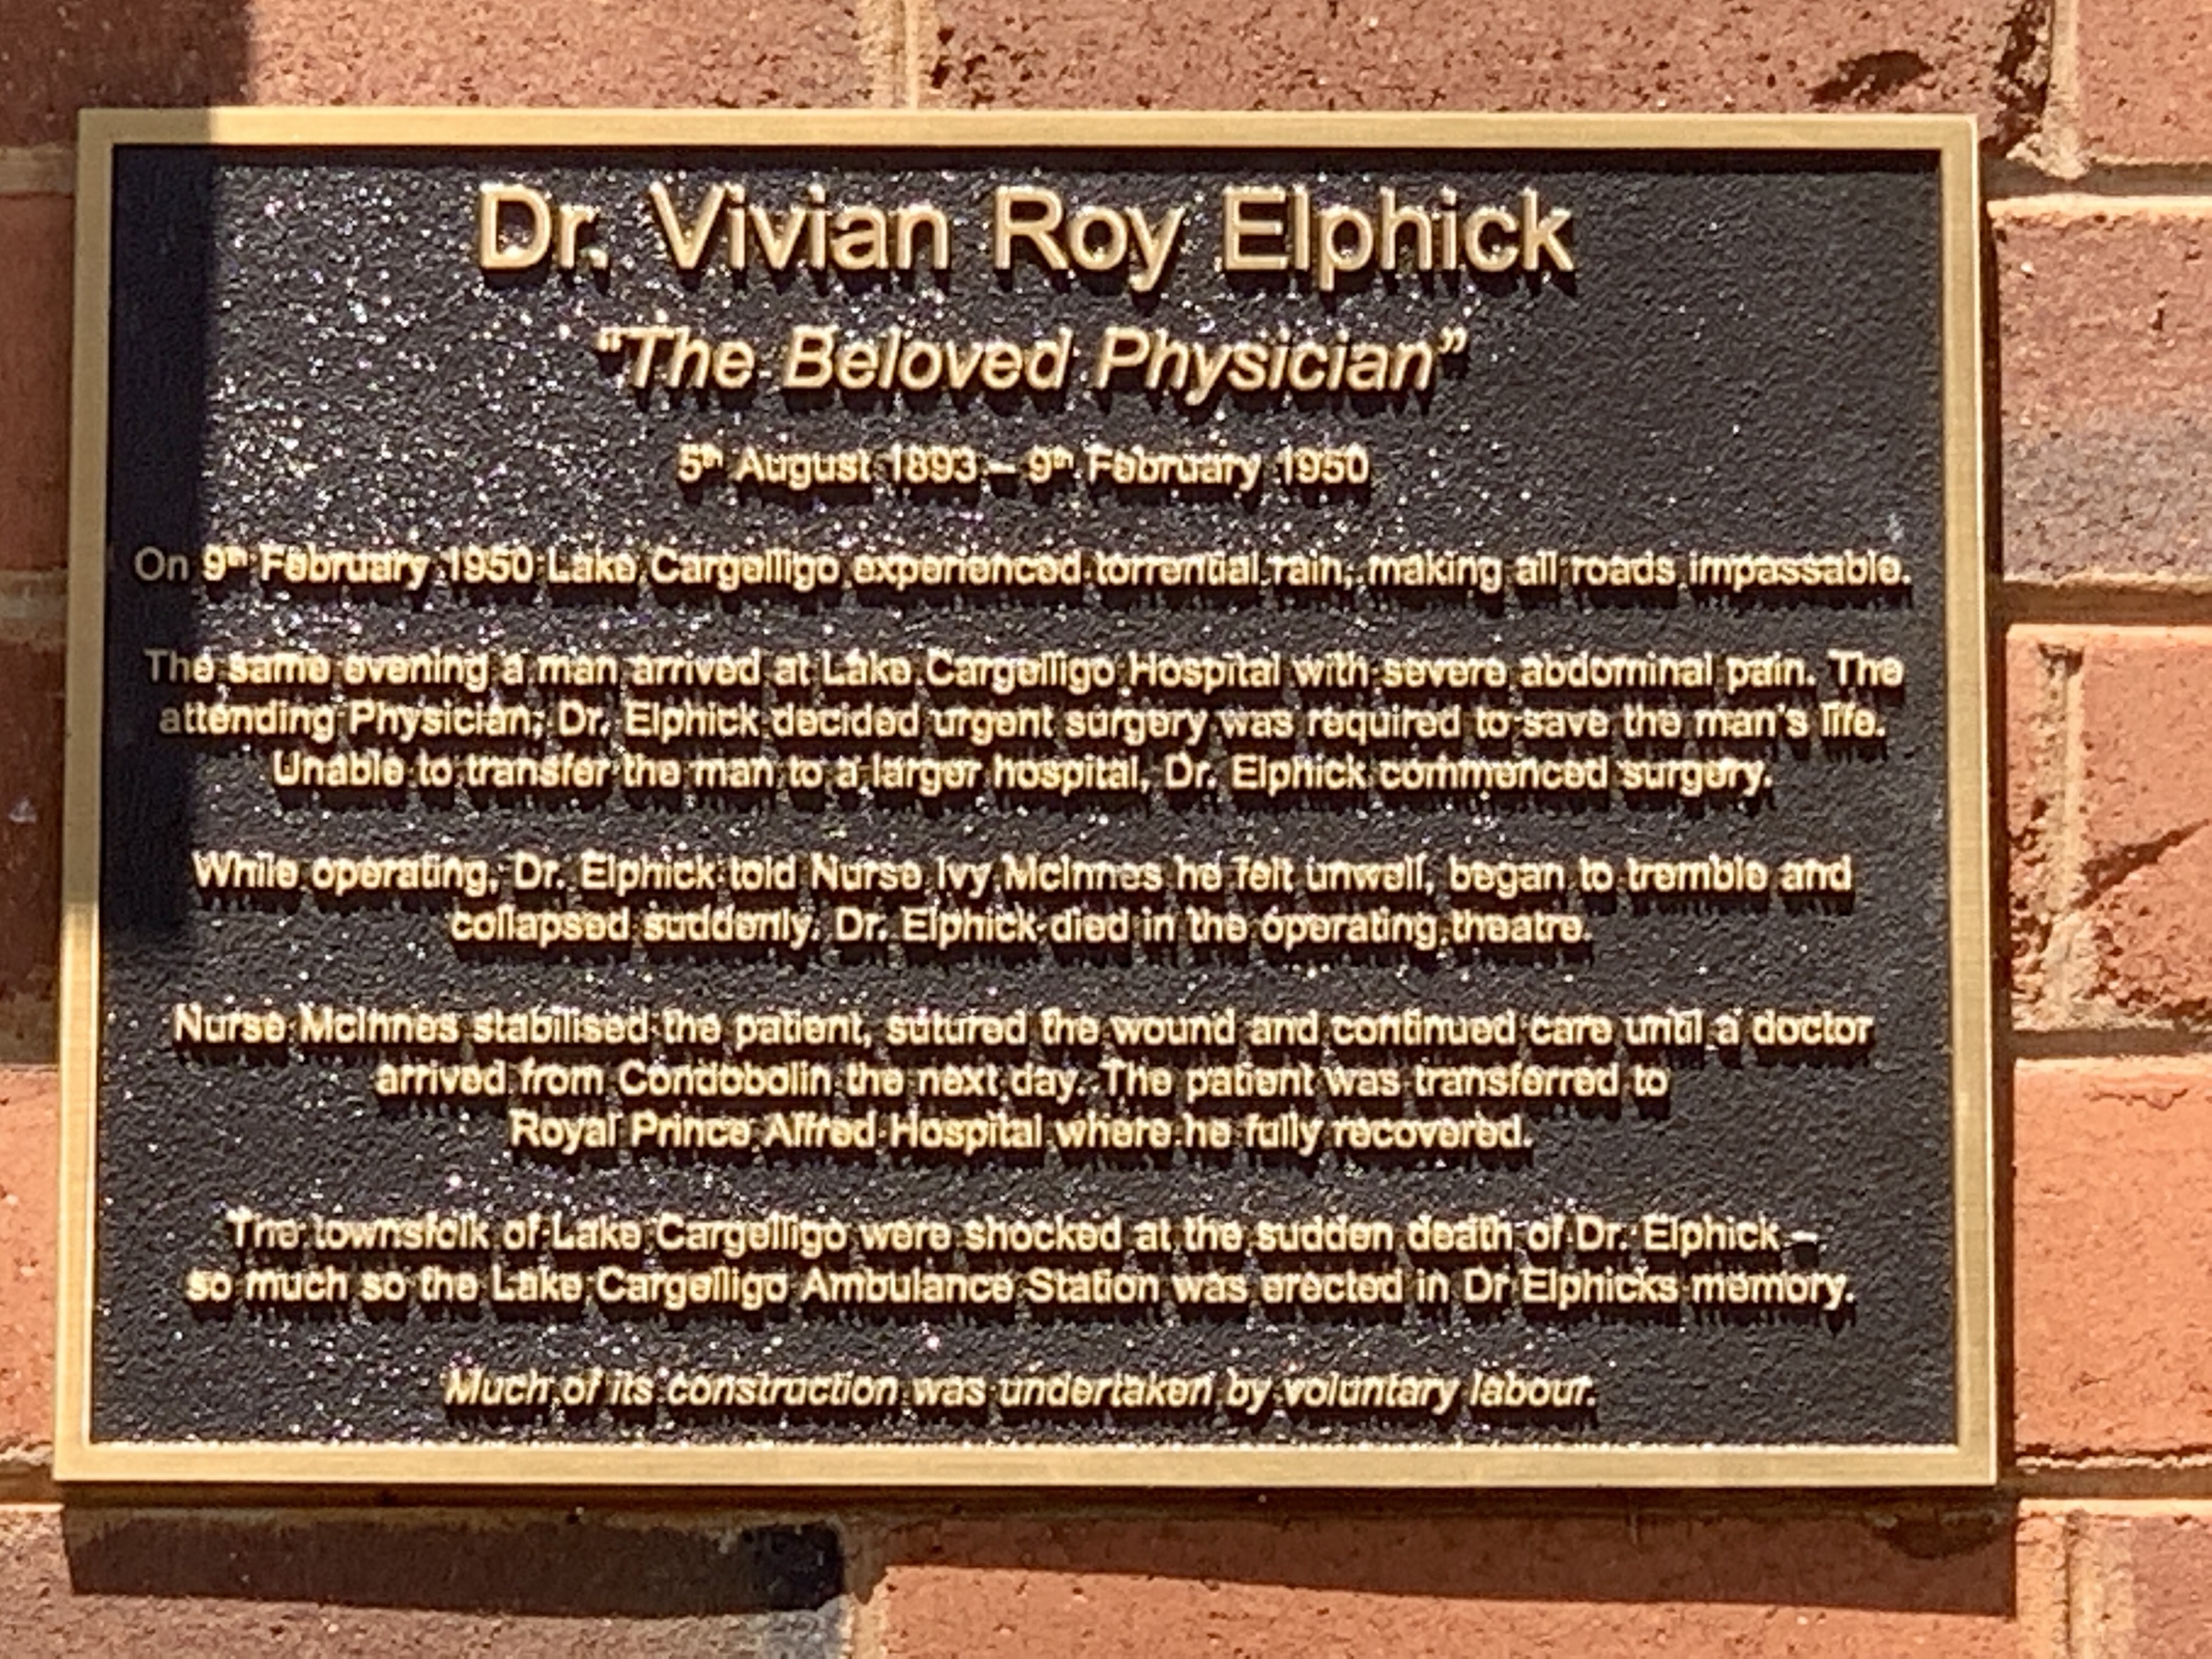 Dr. Vivian Roy Elphick
“The Beloved Physician”
5th August 1893 – 9th February 1950
On 9th February 1950 Lake Cargelligo experienced torrential rain, making all roads impassable.
The same evening a man arrived at Lake Cargelligo Hospital with severe abdominal pain. The
attending Physician, Dr. Elphick decided urgent surgery was required to save the man's life.
Unable to transfer the man to a larger hospital, Dr. Elphick commenced surgery.
While operating, Dr. Elphick told Nurse Ivy McInnes he felt unwell, began to tremble and
collapsed suddenly. Dr. Elphick died in the operating theatre.
Nurse McInnes stabilised the patient, sutured the wound and continued care until a doctor
arrived from Condobolin the next day. The patient was transferred to
Royal Prince Alfred Hospital where he fully recovered.
The townsfolk of Lake Cargelligo were shocked at the sudden death of Dr. Elphick –
so much so the Lake Cargelligo Ambulance Station was erected in Dr Elphicks memory.
Much of its construction was undertaken by voluntary labour.